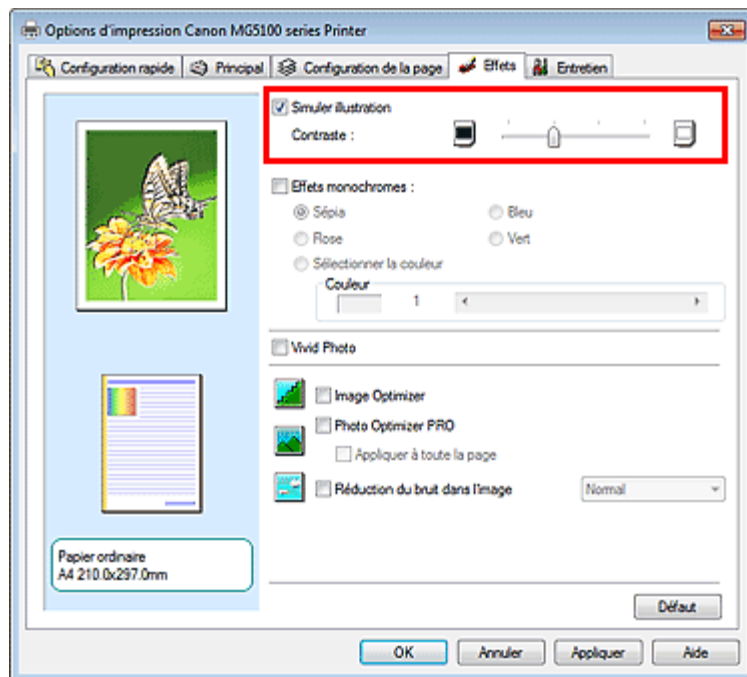 Options d'impression Canon MG5100 series Printer
Configuration rapide Principal Configuration de la page Effets Entretien
Simuler illustration
Contraste :
Effets monochromes :
Sépia Bleu
Rose Vert
Sélectionner la couleur
Couleur
1
Vivid Photo
Image Optimizer
Photo Optimizer PRO
Appliquer à toute la page
Réduction du bruit dans l'image Normal
Papier ordinaire
A4 210.0x297.0mm
Défaut
OK Annuler Appliquer Aide